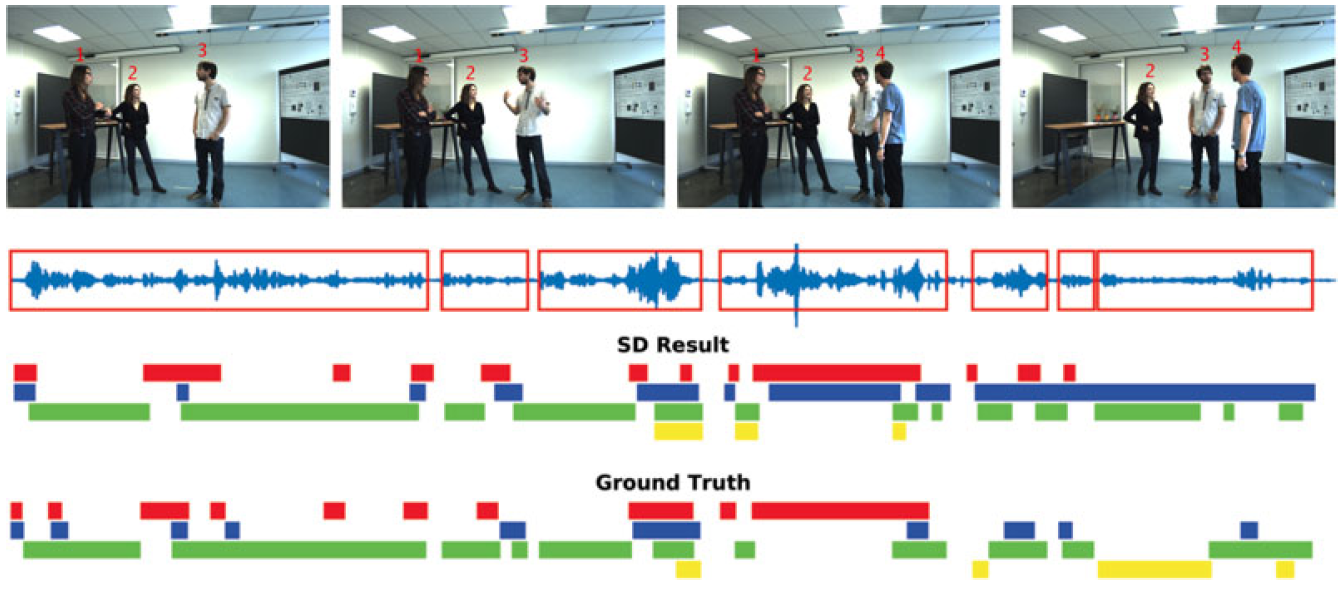 1 2 3
1 2 3
1 2 3 4
2 3 4
SD Result
Ground Truth